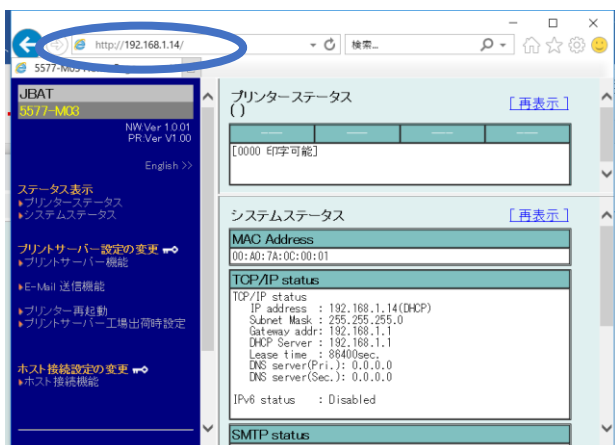 http://192.168.1.14/
検索...
JBAT
5577-M03
NW.Ver 1.0.01
PR.Ver V1.00
English >>
ステータス表示
プリンターステータス
システムステータス
プリントサーバー設定の変更
プリントサーバー機能
E-Mail 送信機能
プリンター再起動
プリントサーバー工場出荷時設定
ホスト接続設定の変更
ホスト接続機能
プリンターステータス
()
[再表示]
---- ---- ---- ----
[0000 印字可能]
システムステータス
[再表示]
MAC Address
00:A0:7A:0C:00:01
TCP/IP status
TCP/IP status
IP address : 192.168.1.14(DHCP)
Subnet Mask : 255.255.255.0
Gateway addr: 192.168.1.1
DHCP Server : 192.168.1.1
Lease time : 86400sec.
DNS server(Pri.): 0.0.0.0
DNS server(Sec.): 0.0.0.0
IPv6 status : Disabled
SMTP status